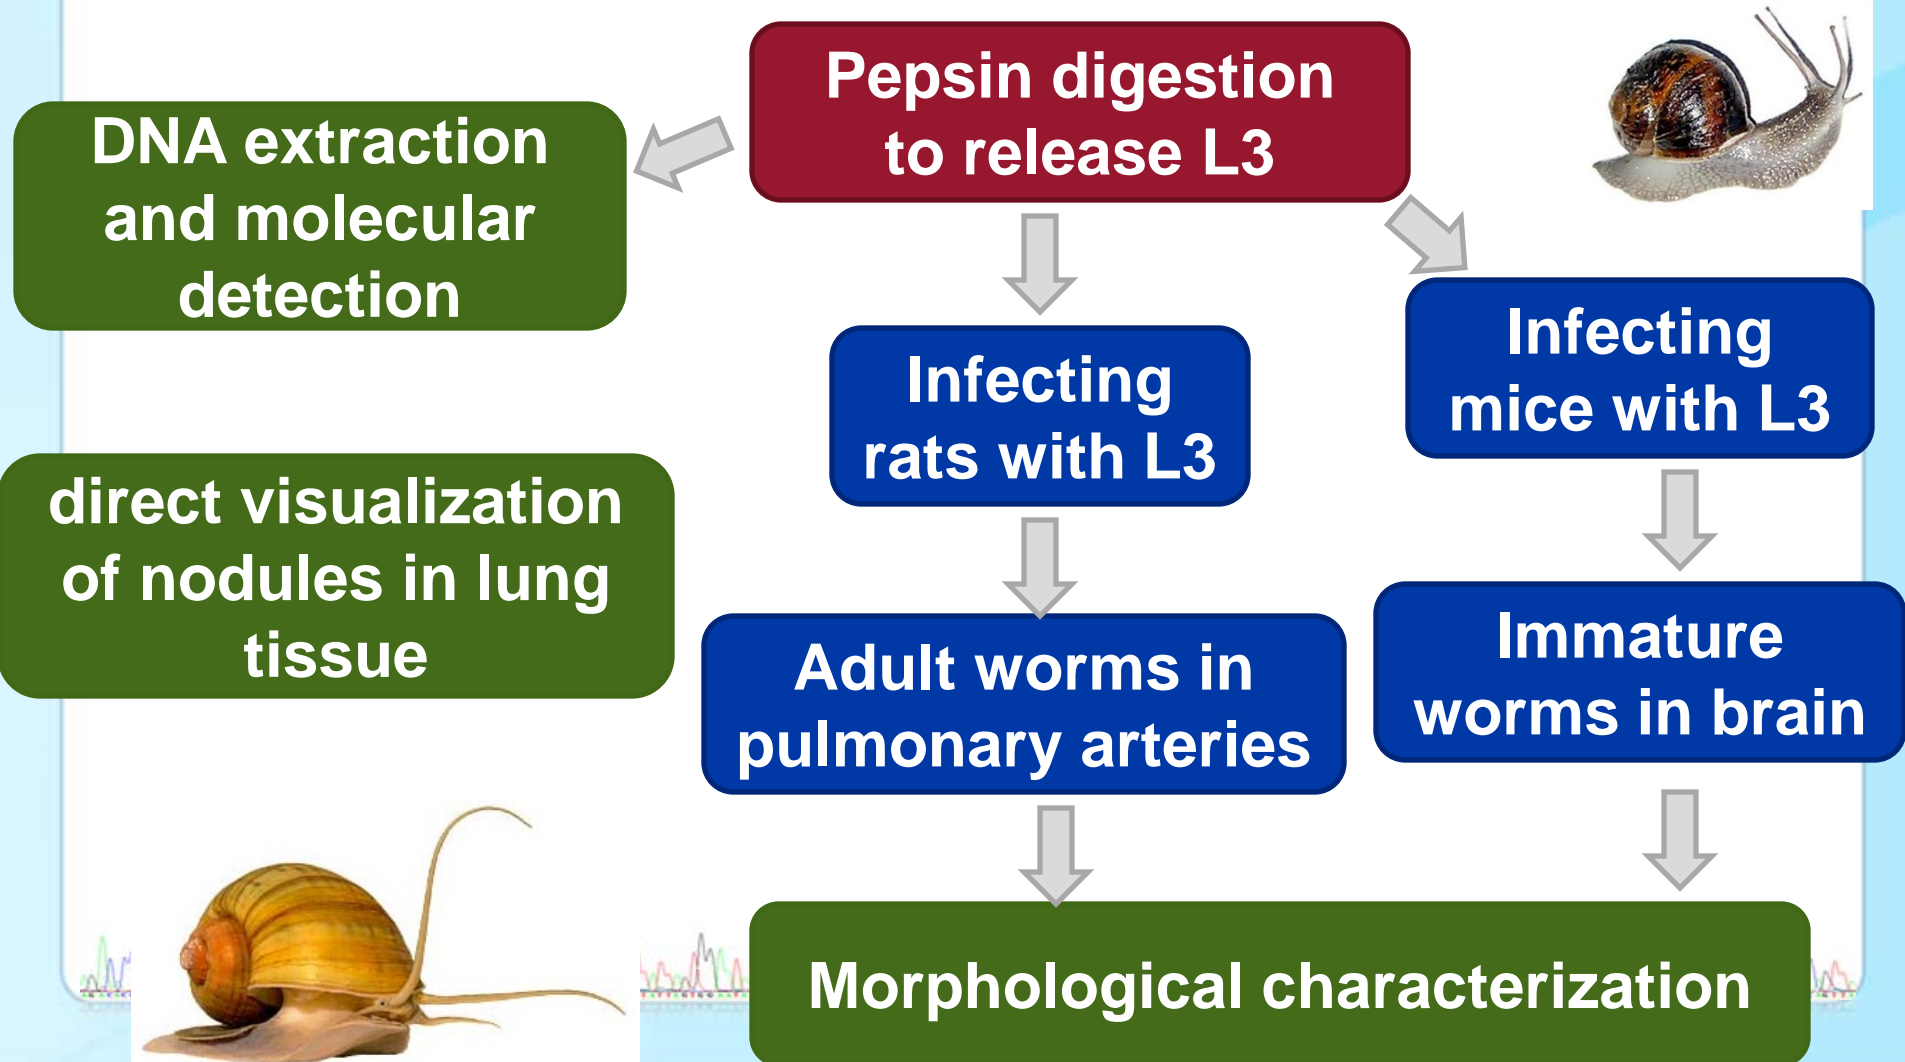 Pepsin digestion
to release L3
DNA extraction
and molecular
detection
Infecting
rats with L3
Infecting
mice with L3
direct visualization
of nodules in lung
tissue
Adult worms in
pulmonary arteries
Immature
worms in brain
Morphological characterization